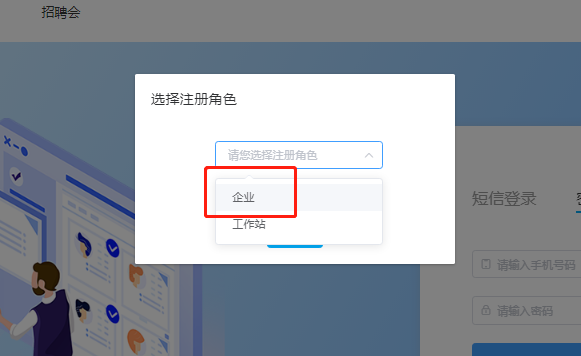 招聘会
选择注册角色
请您选择注册角色
企业
工作站
短信登录
请输入手机号码
请输入密码